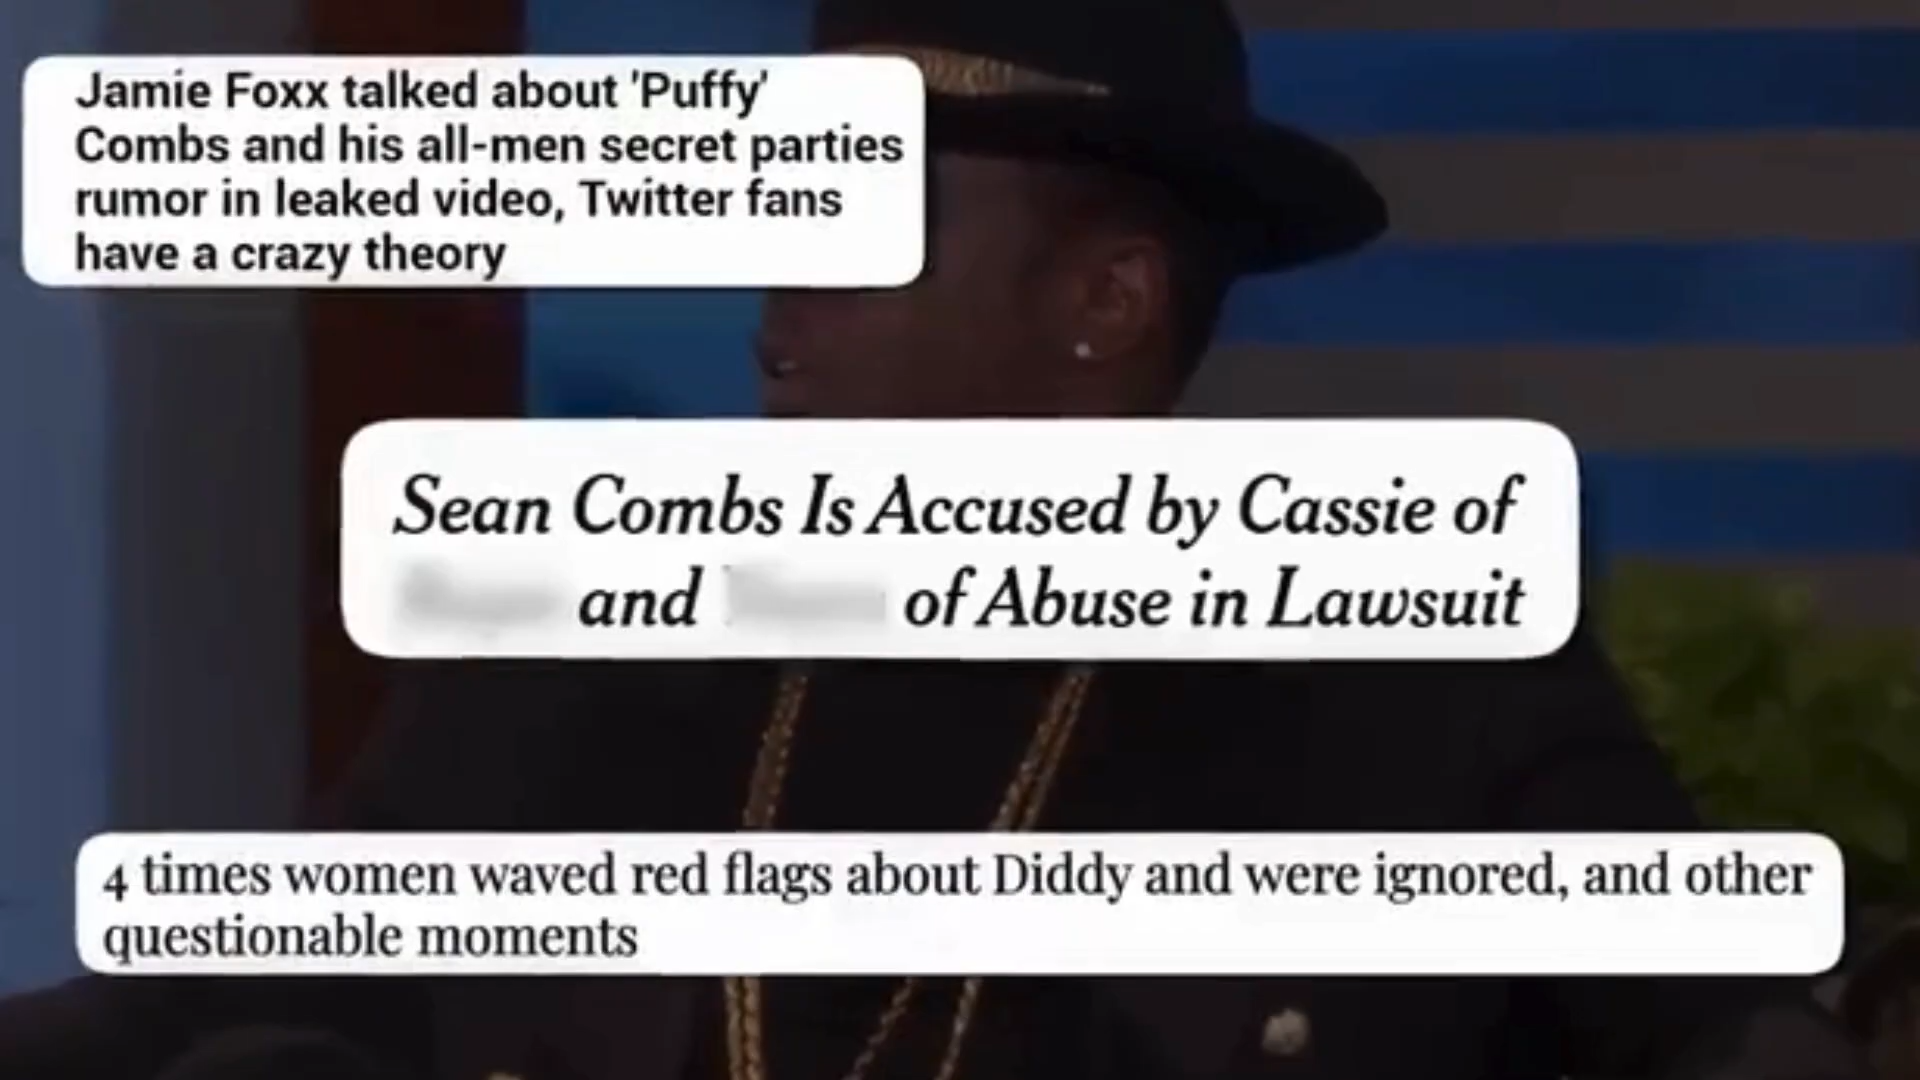 Jamie Foxx talked about 'Puffy'
Combs and his all-men secret parties
rumor in leaked video, Twitter fans
have a crazy theory
Sean Combs Is Accused by Cassie of
and of Abuse in Lawsuit
4 times women waved red flags about Diddy and were ignored, and other
questionable moments